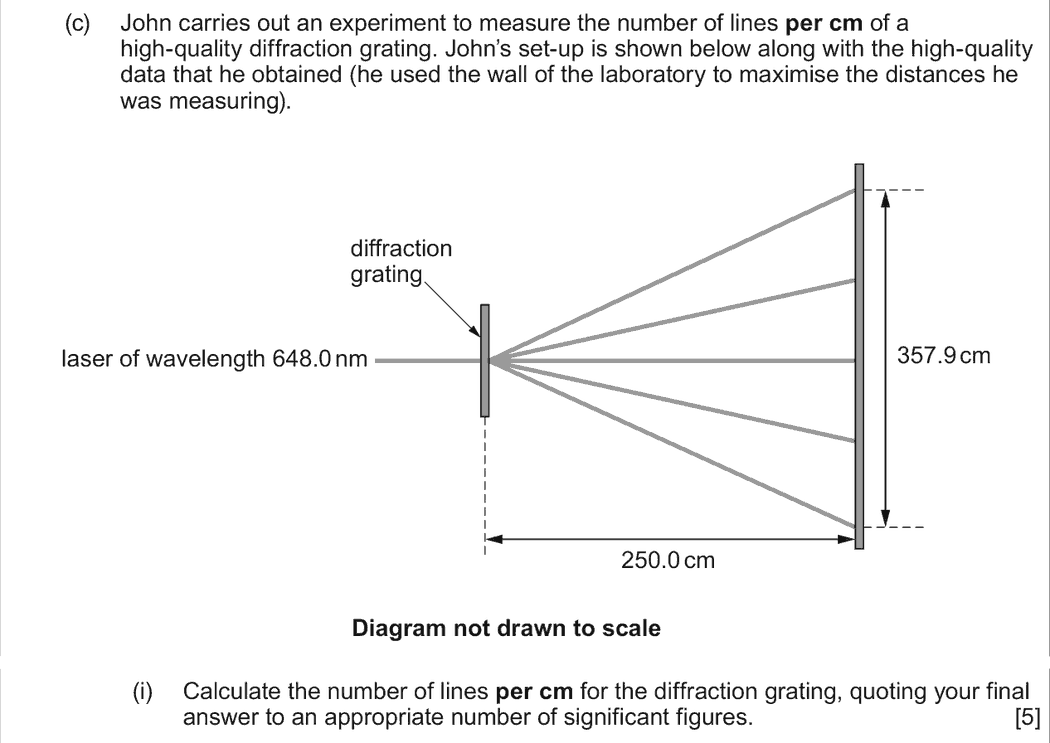 (c) John carries out an experiment to measure the number of lines per cm of a
high-quality diffraction grating. John’s set-up is shown below along with the high-quality
data that he obtained (he used the wall of the laboratory to maximise the distances he
was measuring).
diffraction
grating
laser of wavelength 648.0 nm
357.9 cm
250.0 cm
Diagram not drawn to scale
(i) Calculate the number of lines per cm for the diffraction grating, quoting your final
answer to an appropriate number of significant figures. [5]